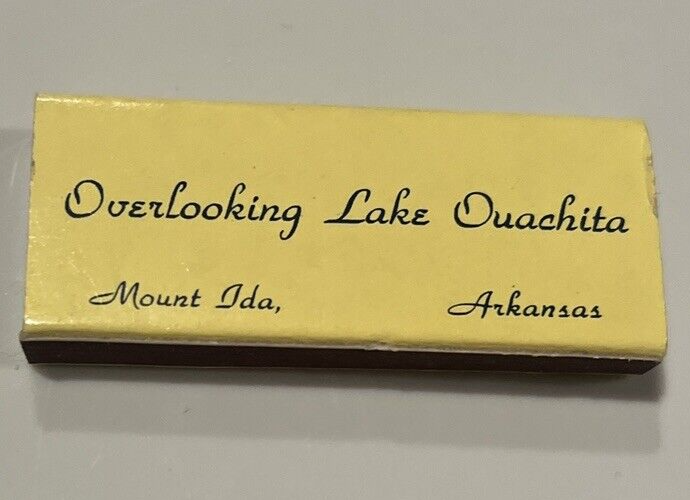 Overlooking Lake Ouachita
Mount Ida, Arkansas